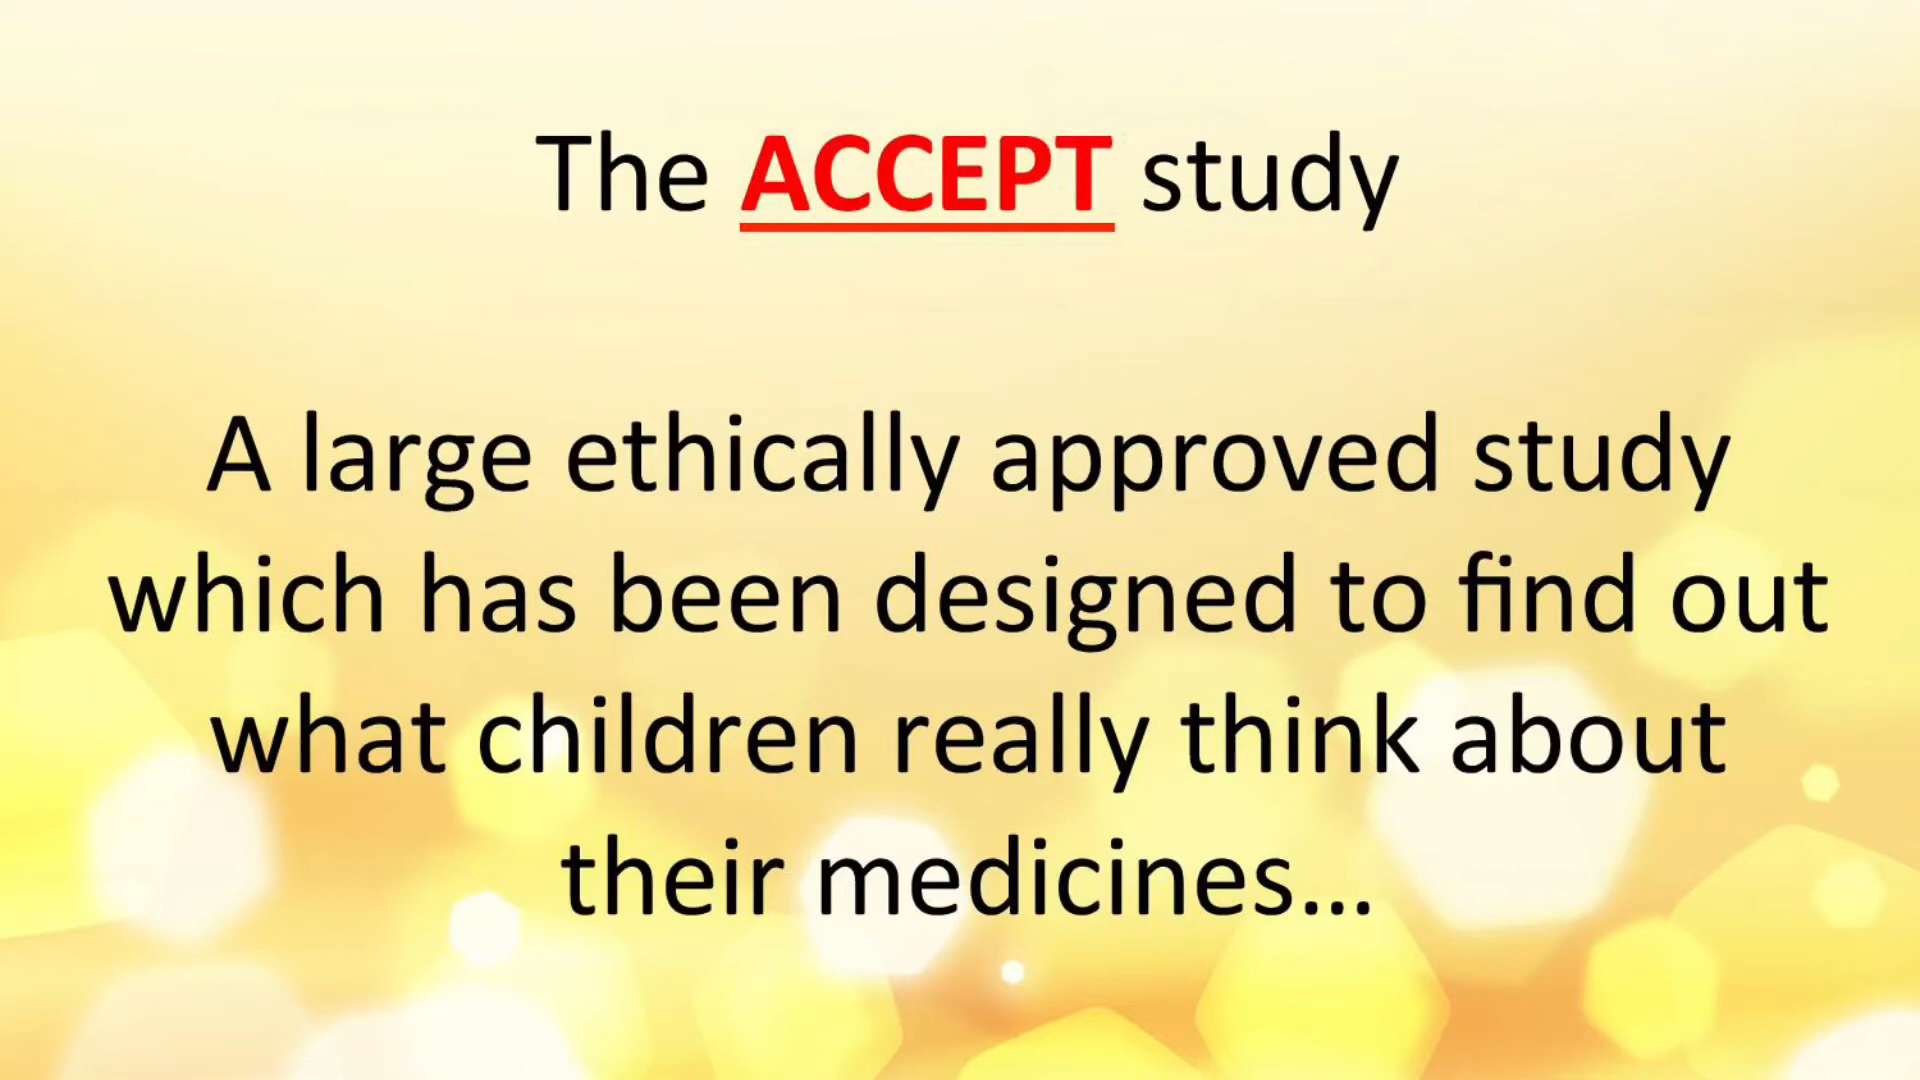 The ACCEPT study
A large ethically approved study
which has been designed to find out
what children really think about
their medicines...